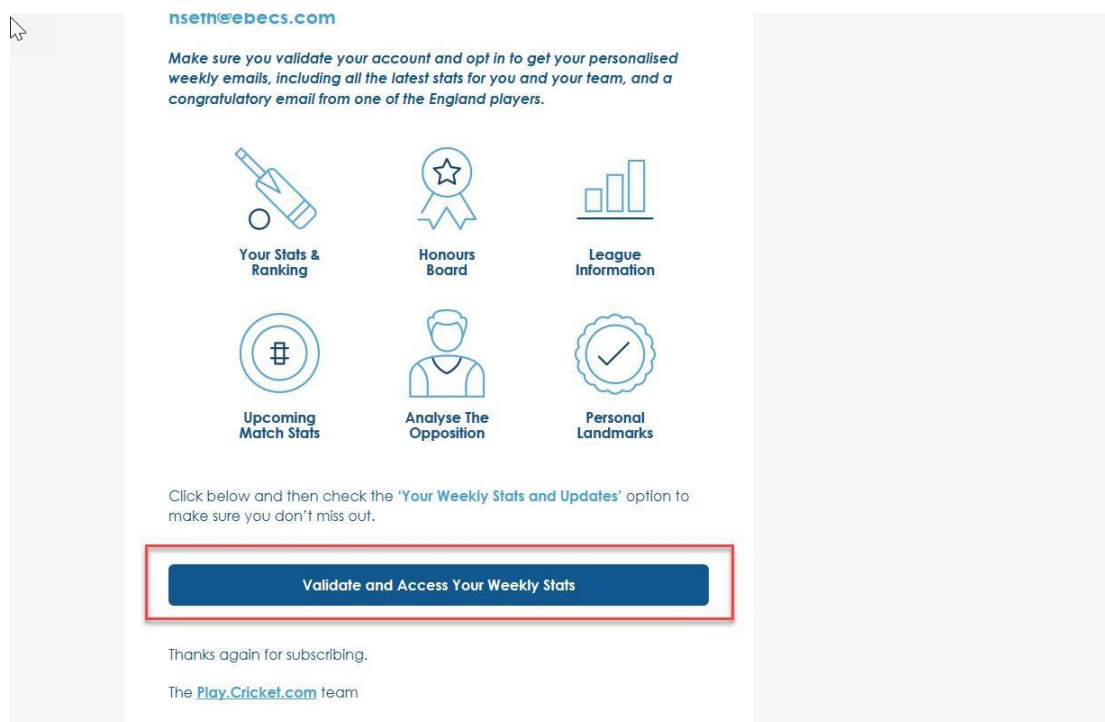 nseth@ebecs.com
Make sure you validate your account and opt in to get your personalised
weekly emails, including all the latest stats for you and your team, and a
congratulatory email from one of the England players.
Your Stats &
Ranking
Honours
Board
League
Information
Upcoming
Match Stats
Analyse The
Opposition
Personal
Landmarks
Click below and then check the ‘Your Weekly Stats and Updates’ option to
make sure you don’t miss out.
Validate and Access Your Weekly Stats
Thanks again for subscribing.
The Play.Cricket.com team